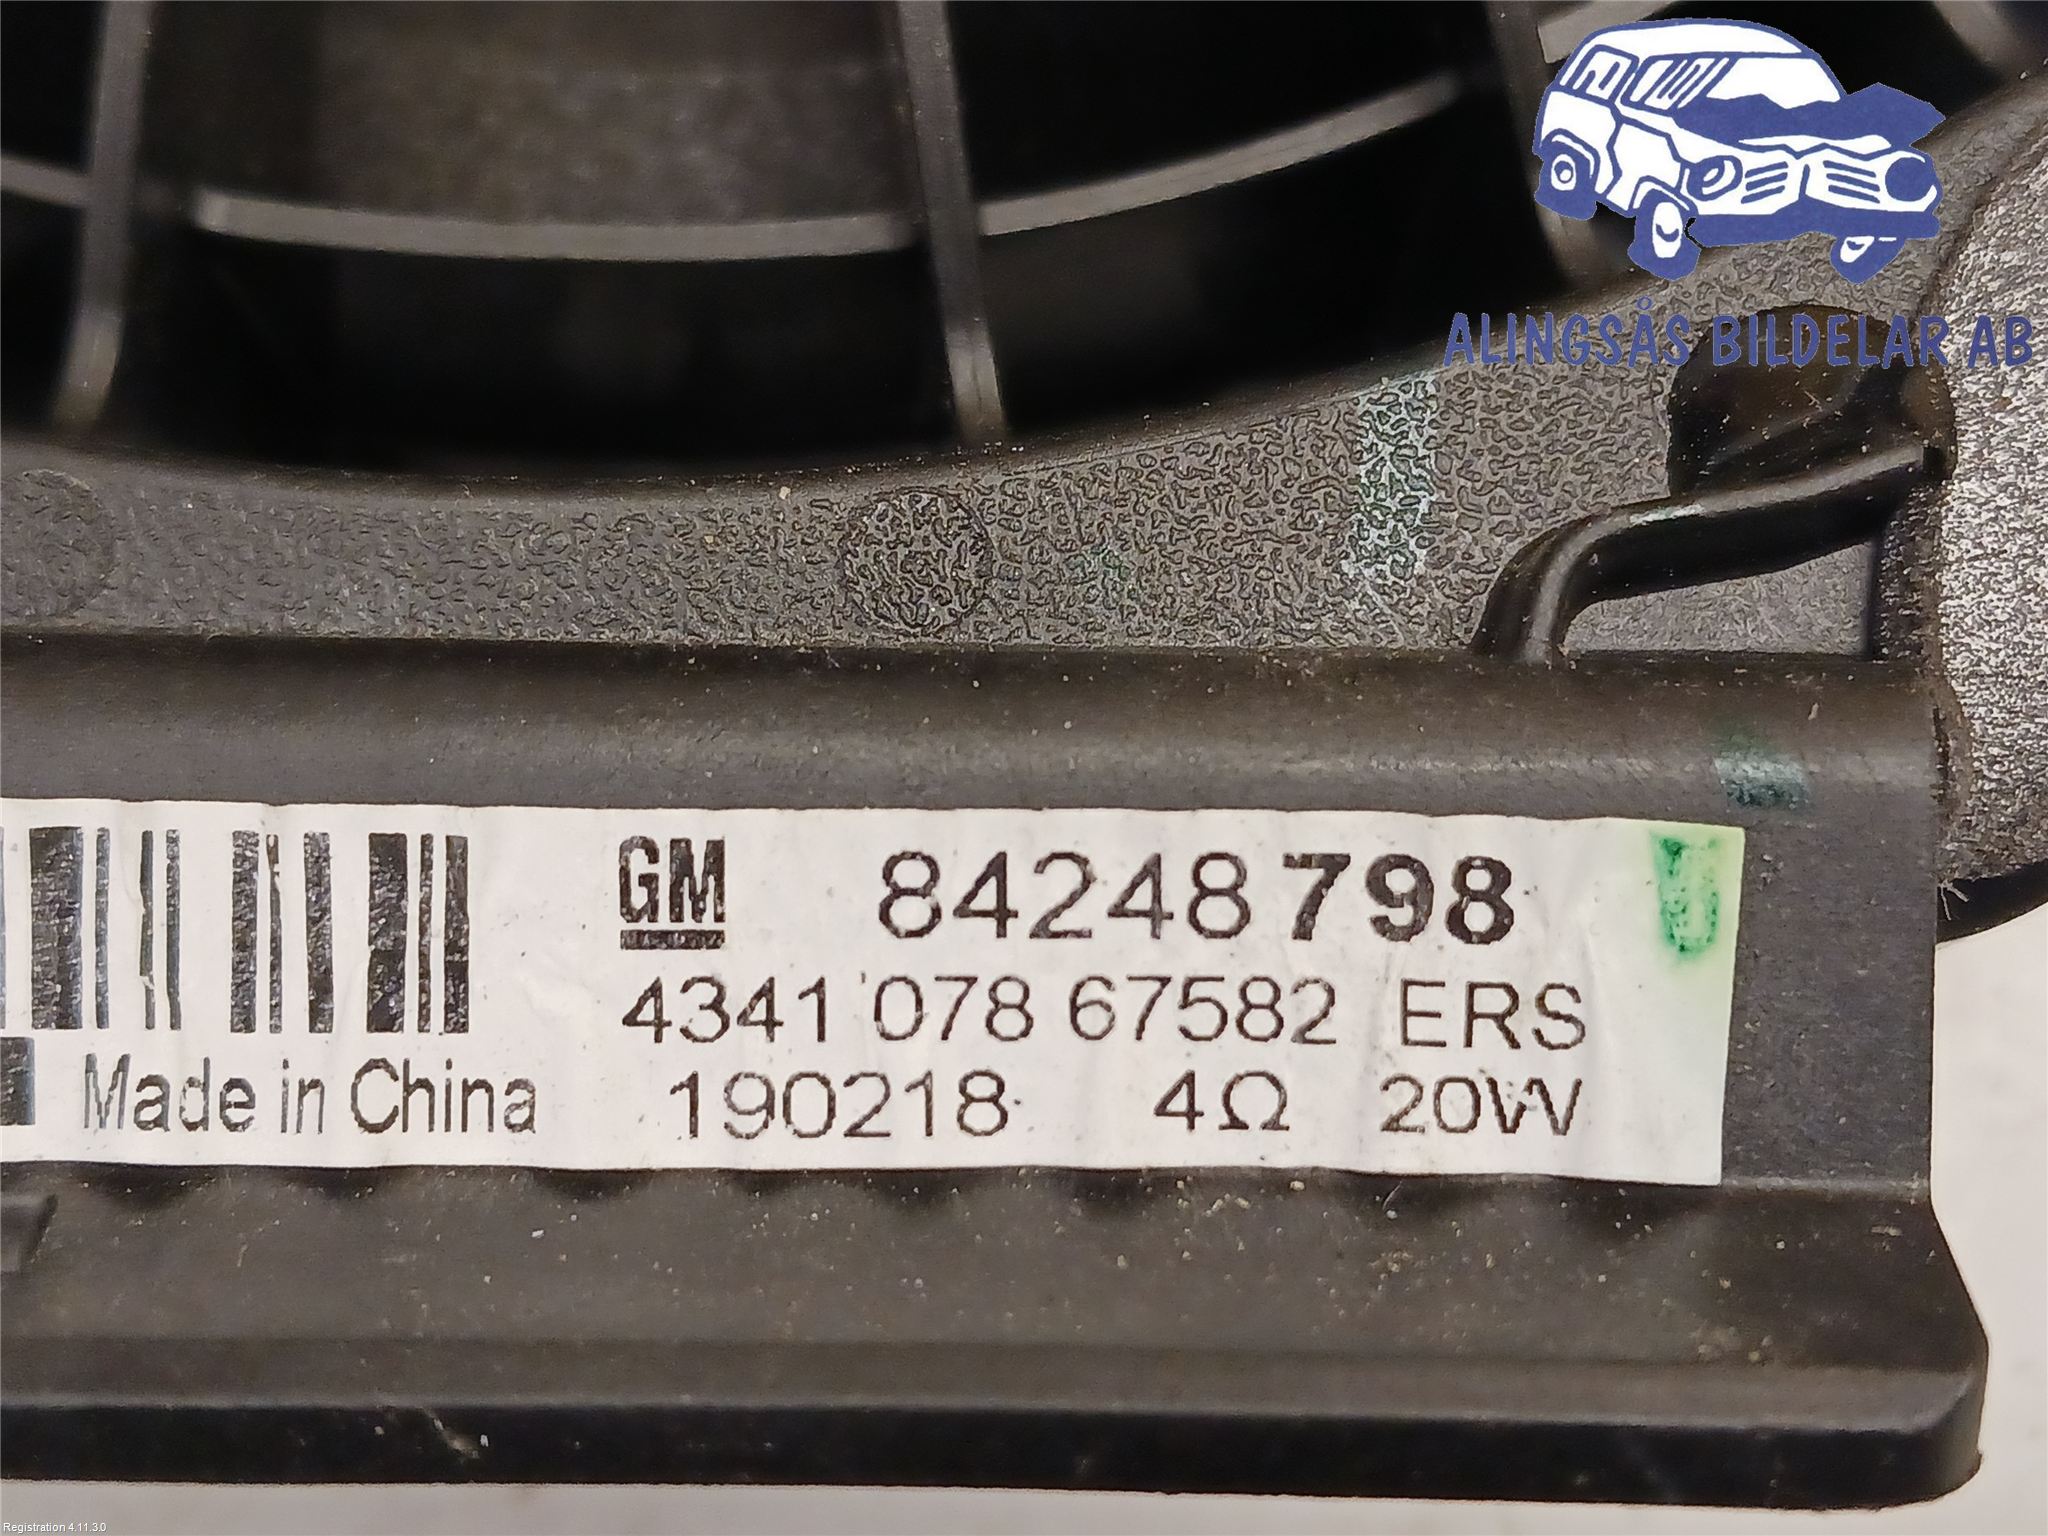 ALINGSÅS BILDELAR AB
GM 84248798
4341 078 67582 ERS
Made in China 190218 4Ω 20W
Registration 4.11.3.0